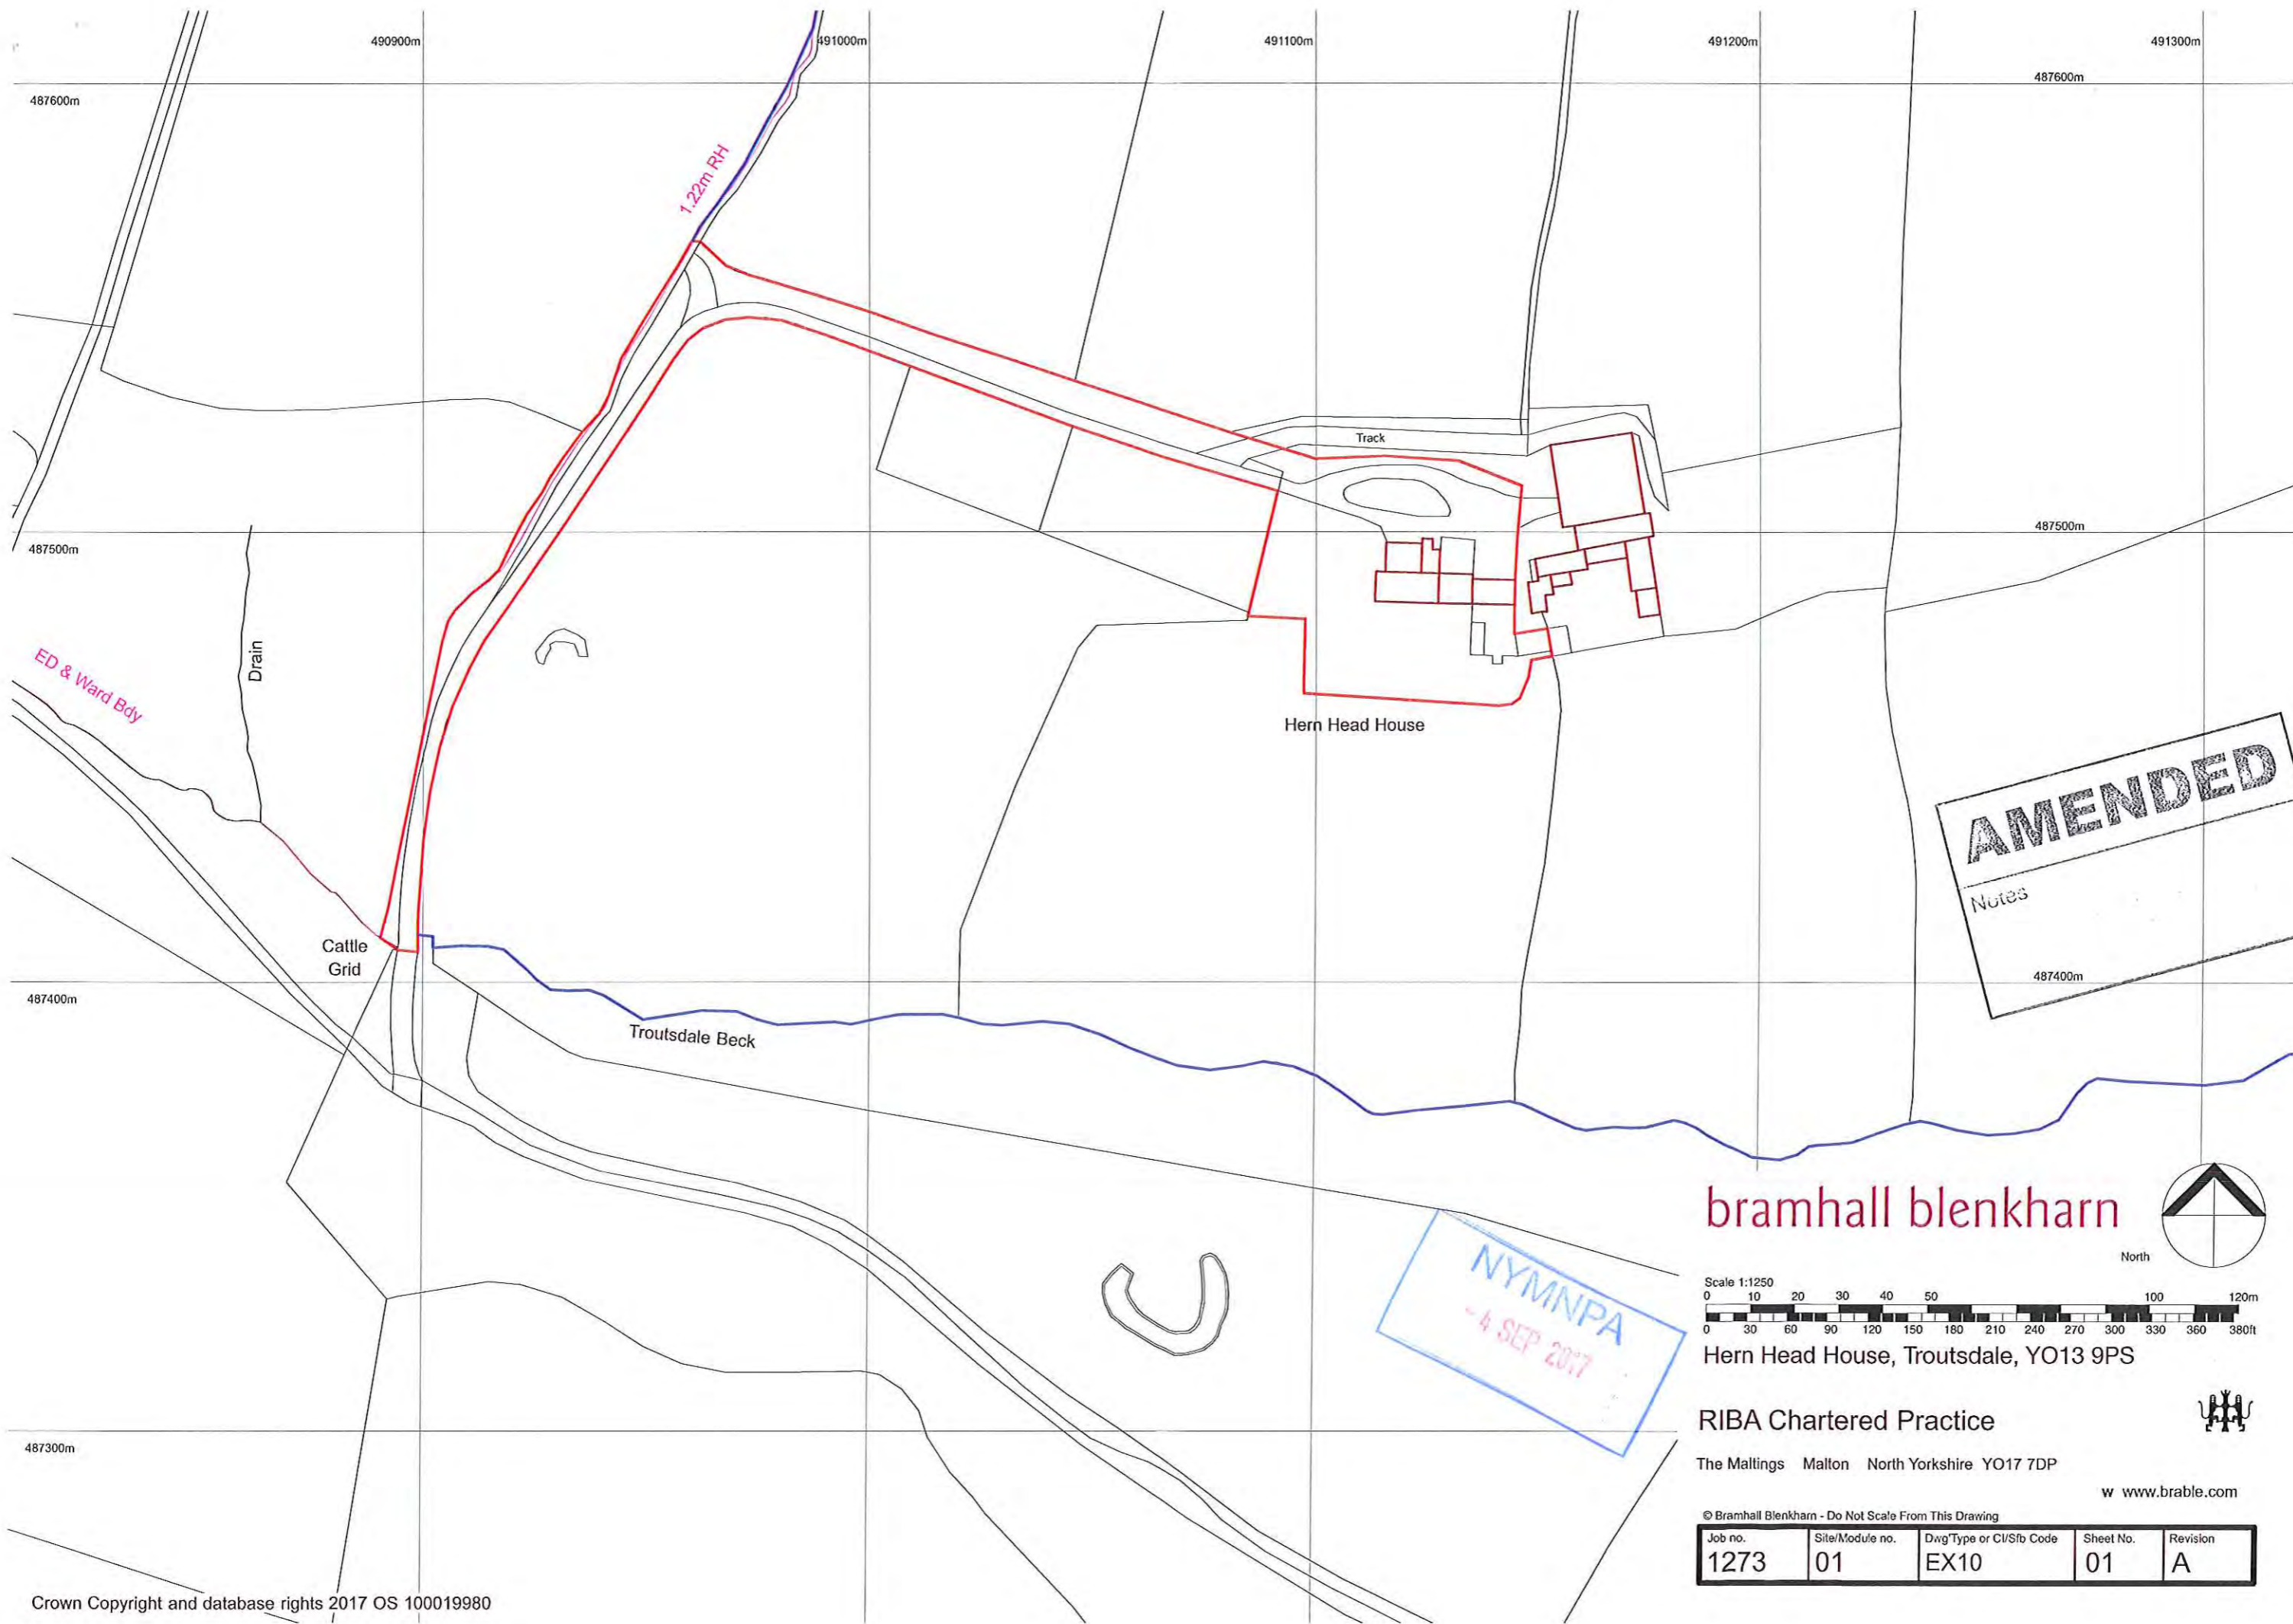 490900m
491000m
491100m
491200m
491300m
487600m
487600m
1.22m RH
Track
487500m
487500m
Drain
ED & Ward Bdy
Hern Head House
AMENDED
Notes
Cattle
Grid
487400m
487400m
Troutsdale Beck
bramhall blenkharn
North
NYMNPA
- 4 SEP 2017
Scale 1:1250
0 10 20 30 40 50 100 120m
0 30 60 90 120 150 180 210 240 270 300 330 360 380ft
Hern Head House, Troutsdale, YO13 9PS
RIBA Chartered Practice
487300m
The Maltings Malton North Yorkshire YO17 7DP
w www.brable.com
© Bramhall Blenkharn - Do Not Scale From This Drawing
Job no. Site/Module no. Dwg'Type or CI/Sfb Code Sheet No. Revision
1273 01 EX10 01 A
Crown Copyright and database rights 2017 OS 100019980